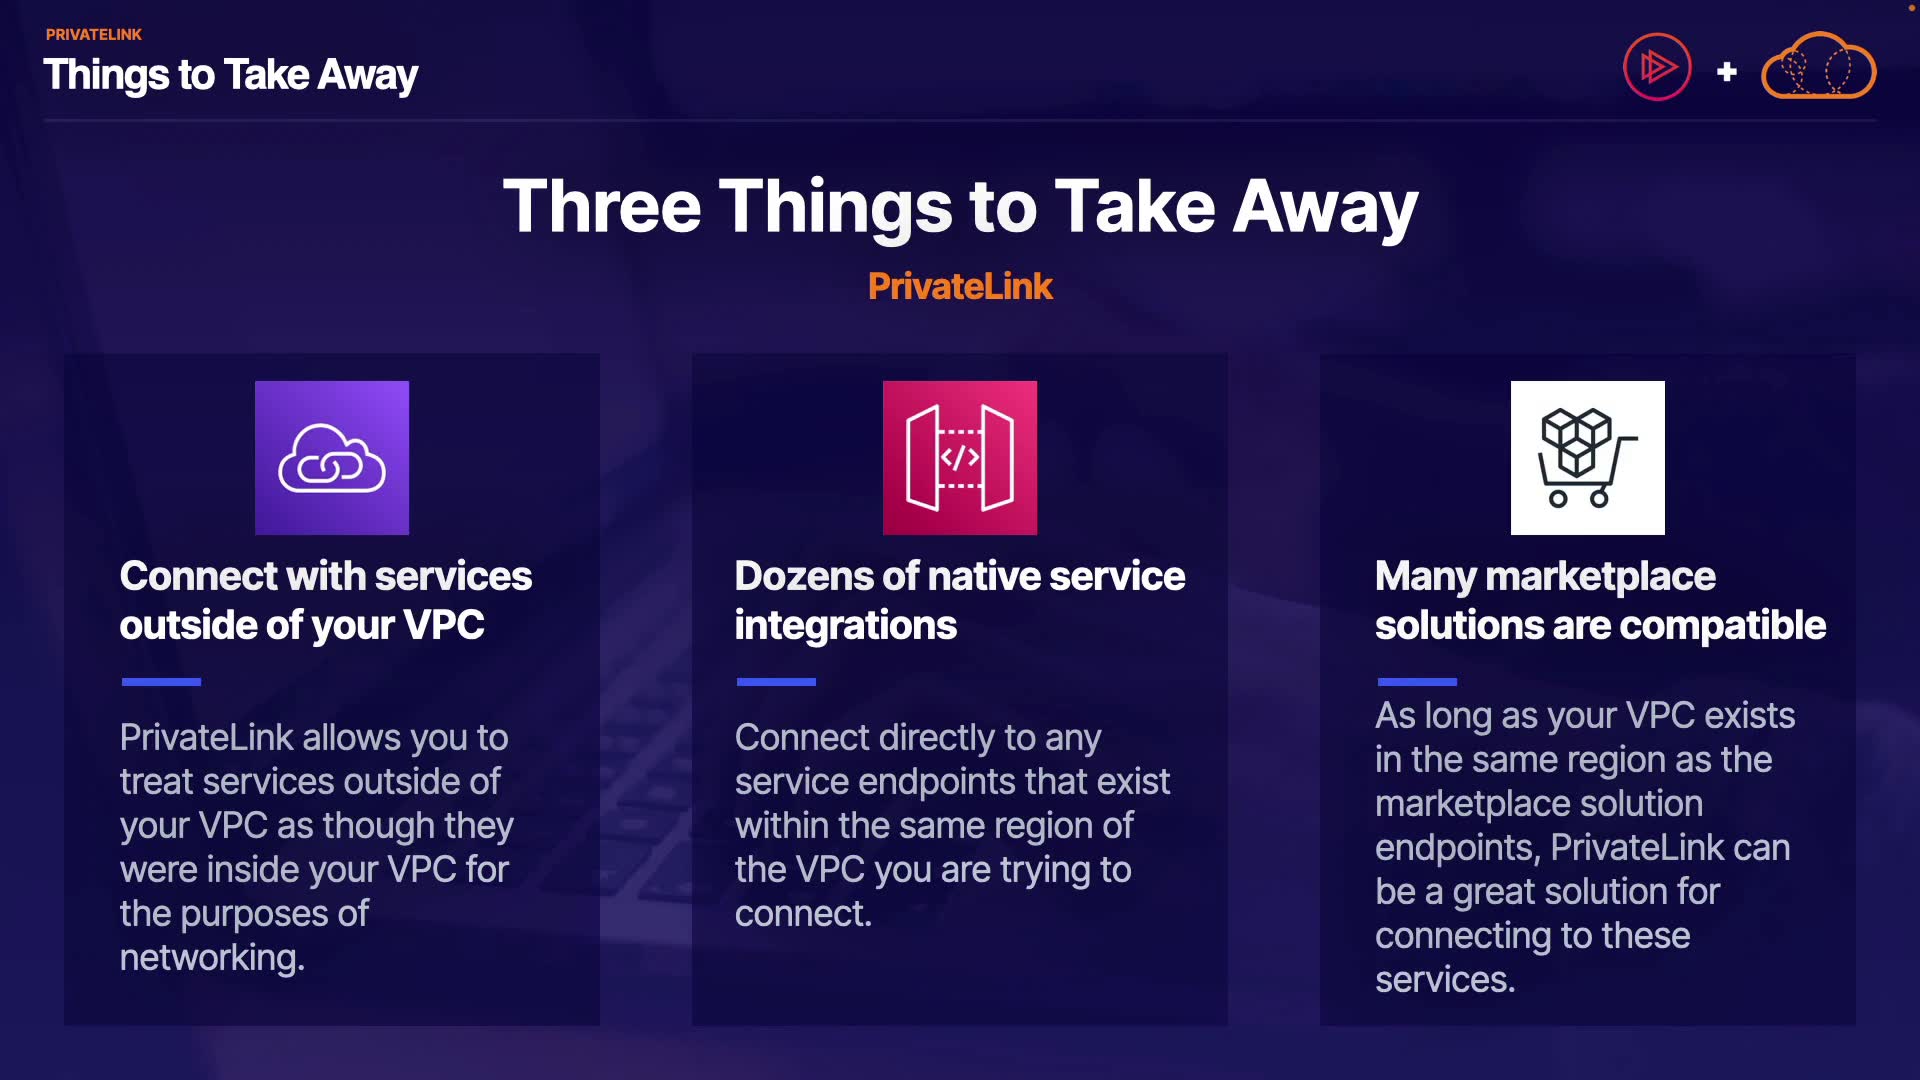 PRIVATELINK
Things to Take Away
Three Things to Take Away
PrivateLink
Connect with services
outside of your VPC
PrivateLink allows you to
treat services outside of
your VPC as though they
were inside your VPC for
the purposes of
networking.
Dozens of native service
integrations
Connect directly to any
service endpoints that exist
within the same region of
the VPC you are trying to
connect.
Many marketplace
solutions are compatible
As long as your VPC exists
in the same region as the
marketplace solution
endpoints, PrivateLink can
be a great solution for
connecting to these
services.